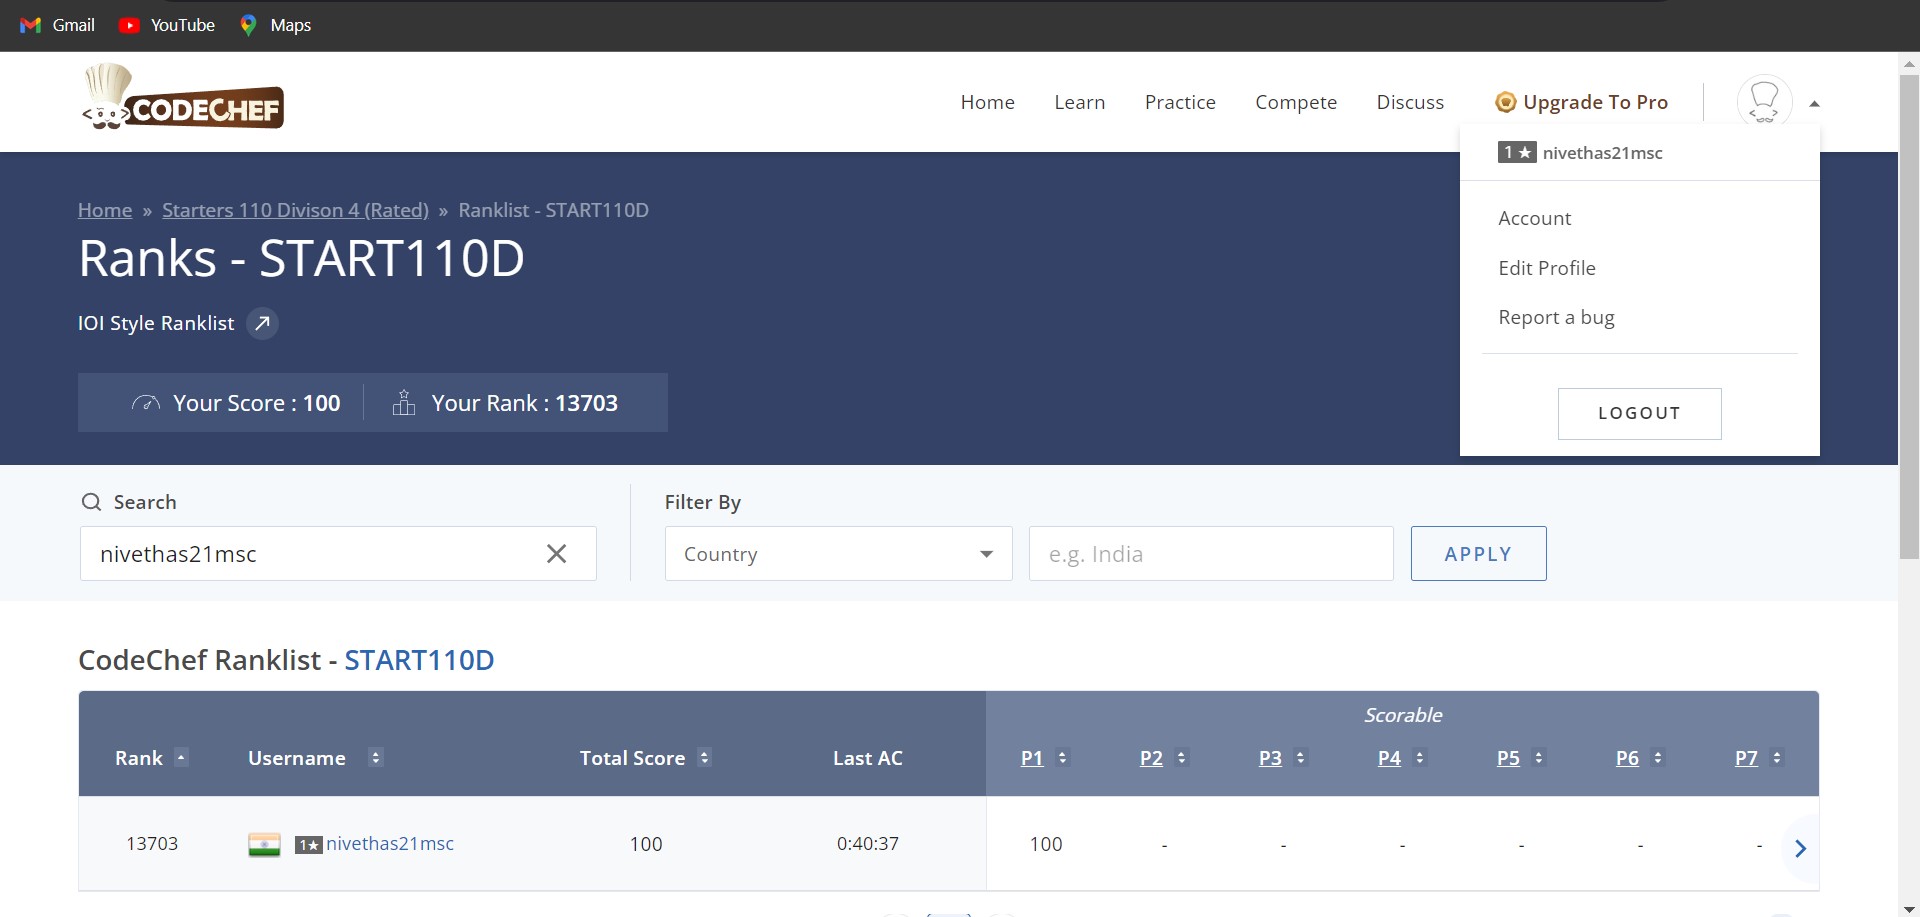 Gmail YouTube Maps
CODECHEF
Home Learn Practice Compete Discuss Upgrade To Pro
1★ nivethas21msc
Account
Edit Profile
Report a bug
LOGOUT
Home » Starters 110 Divison 4 (Rated) » Ranklist - START110D
Ranks - START110D
IOI Style Ranklist
Your Score : 100 Your Rank : 13703
Search
nivethas21msc
Filter By
Country e.g. India APPLY
CodeChef Ranklist - START110D
Scorable
Rank Username Total Score Last AC P1 P2 P3 P4 P5 P6 P7
13703 1★ nivethas21msc 100 0:40:37 100 - - - - - -